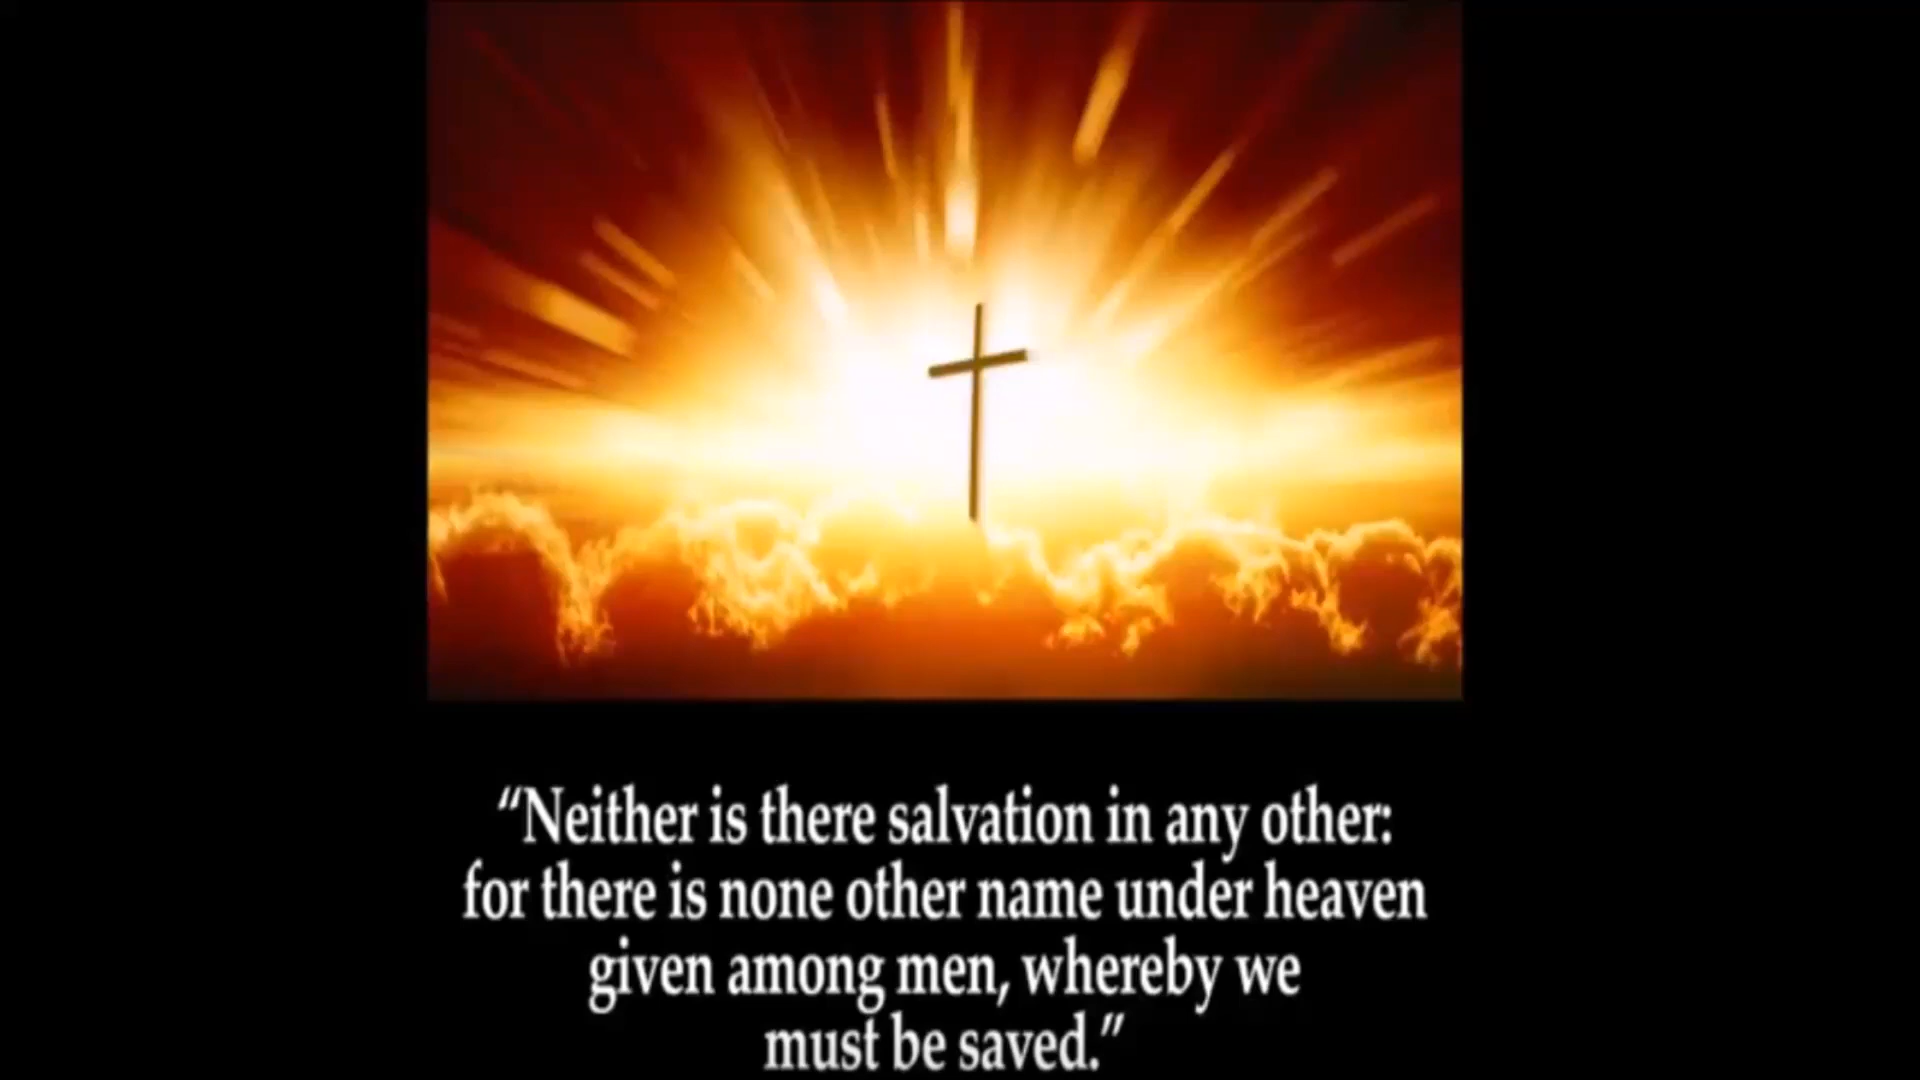 “Neither is there salvation in any other:
for there is none other name under heaven
given among men, whereby we
must be saved.”